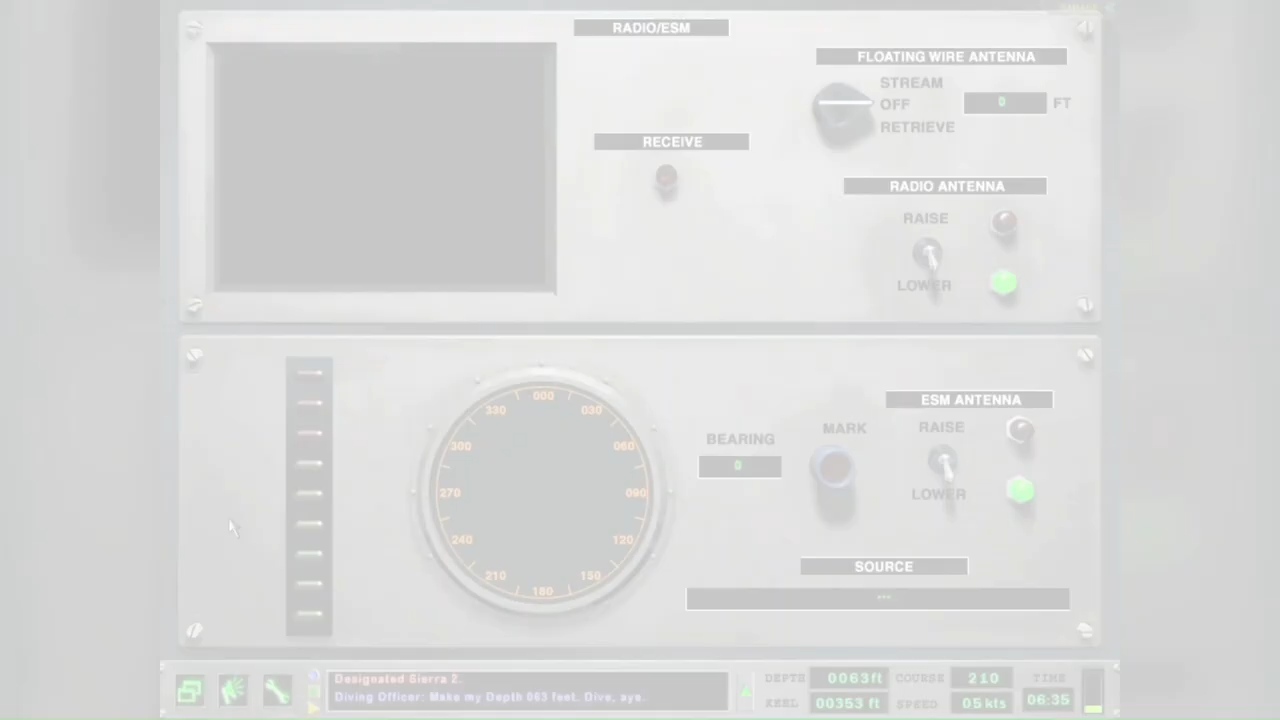 RADIO/ESM
FLOATING WIRE ANTENNA
STREAM
OFF
0
FT
RETRIEVE
RECEIVE
RADIO ANTENNA
RAISE
LOWER
000
330
030
300
060
270
090
240
120
210
150
180
ESM ANTENNA
MARK
RAISE
BEARING
0
LOWER
SOURCE
***
Designated Sierra 2.
Diving Officer: Make my Depth 063 feet. Dive, aye.
DEPTH 0063ft COURSE 210 TIME
KEEL 00353 ft SPEED 05 kts 06:35